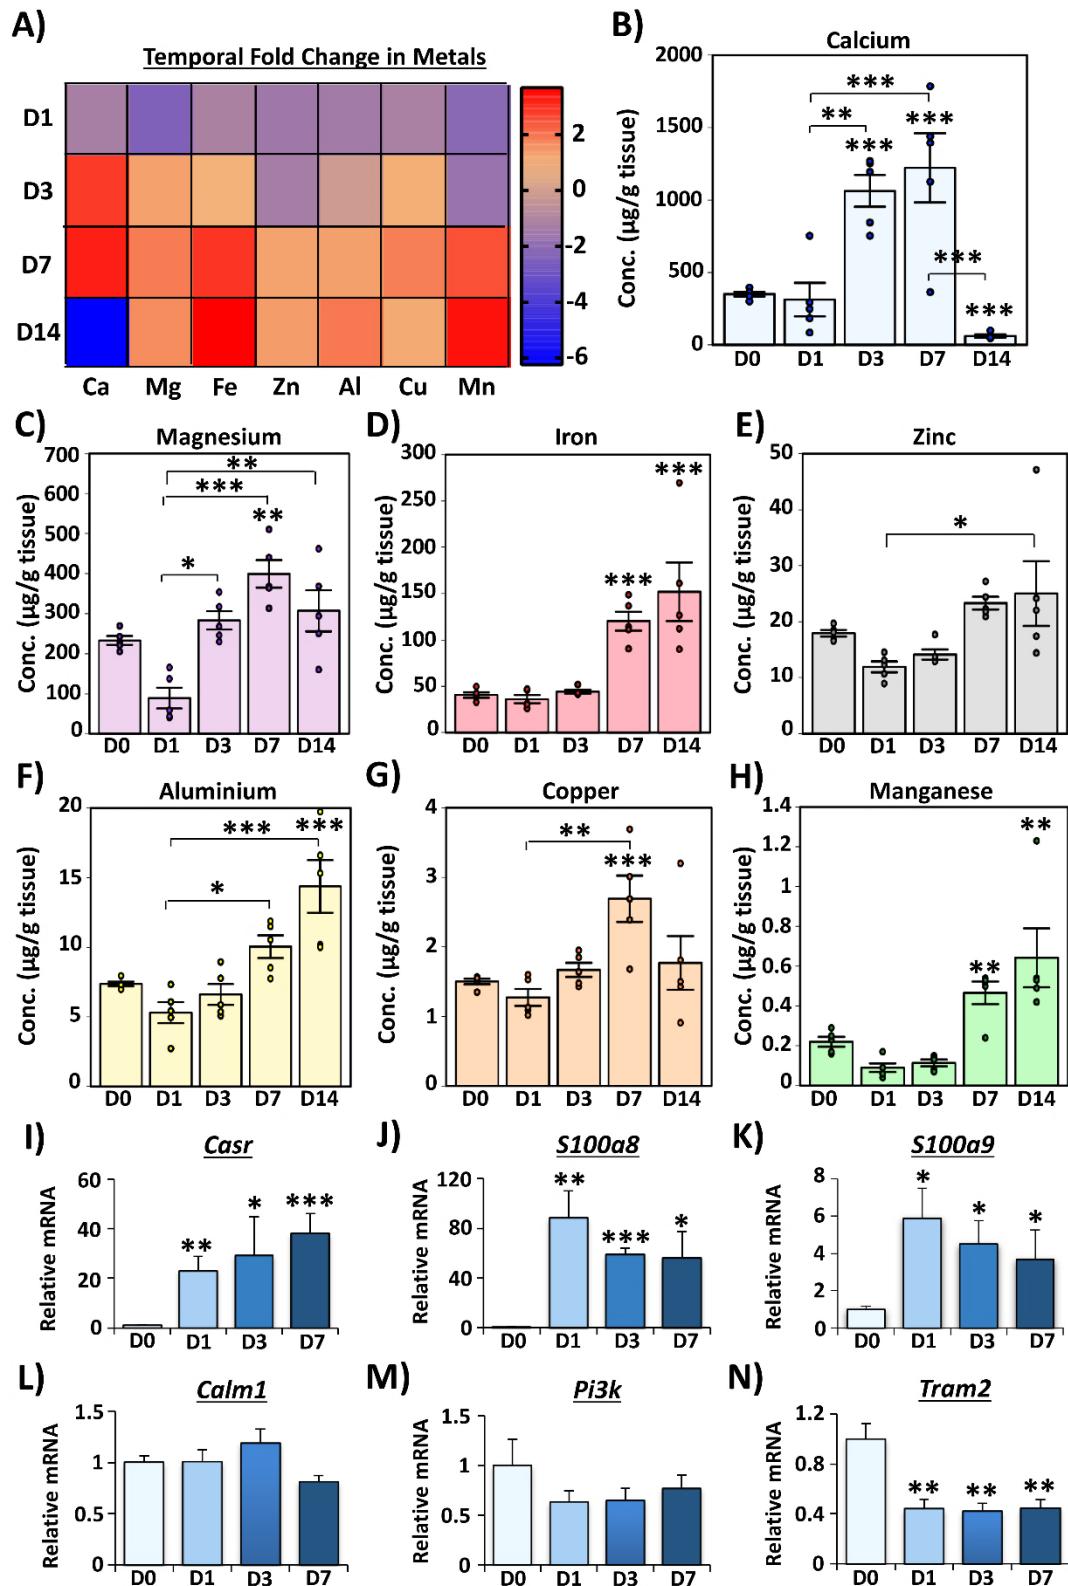 A)
Temporal Fold Change in Metals
D1
D3
D7
D14
Ca Mg Fe Zn Al Cu Mn
2
0
-2
-4
-6
B)
Calcium
Conc. (µg/g tissue)
2000
1500
1000
500
0
***
**
***
***
***
***
D0 D1 D3 D7 D14
C)
Magnesium
Conc. (µg/g tissue)
700
600
500
400
300
200
100
0
**
***
**
*
D0 D1 D3 D7 D14
D)
Iron
Conc. (µg/g tissue)
300
250
200
150
100
50
0
***
***
D0 D1 D3 D7 D14
E)
Zinc
Conc. (µg/g tissue)
50
40
30
20
10
0
*
D0 D1 D3 D7 D14
F)
Aluminium
Conc. (µg/g tissue)
20
15
10
5
0
***
***
*
D0 D1 D3 D7 D14
G)
Copper
Conc. (µg/g tissue)
4
3
2
1
0
**
***
D0 D1 D3 D7 D14
H)
Manganese
Conc. (µg/g tissue)
1.4
1.2
1
0.8
0.6
0.4
0.2
0
**
**
D0 D1 D3 D7 D14
I)
Casr
Relative mRNA
60
40
20
0
**
*
***
D0 D1 D3 D7
J)
S100a8
Relative mRNA
120
80
40
0
**
***
*
D0 D1 D3 D7
K)
S100a9
Relative mRNA
8
6
4
2
0
*
*
*
D0 D1 D3 D7
L)
Calm1
Relative mRNA
1.5
1
0.5
0
D0 D1 D3 D7
M)
Pi3k
Relative mRNA
1.5
1
0.5
0
D0 D1 D3 D7
N)
Tram2
Relative mRNA
1.2
0.8
0.4
0
**
**
**
D0 D1 D3 D7